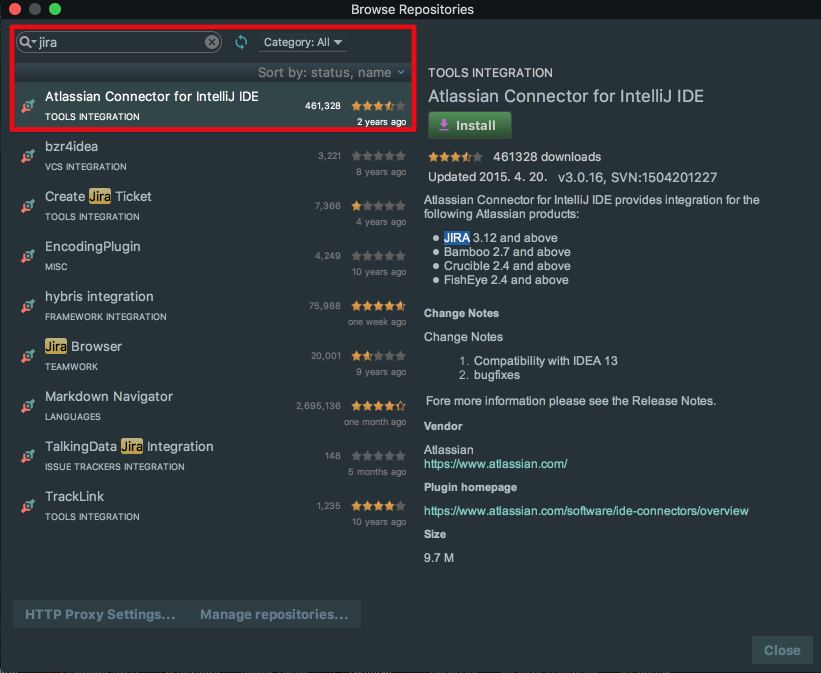 Browse Repositories
jira
Category: All
Sort by: status, name
Atlassian Connector for IntelliJ IDE
461,328
TOOLS INTEGRATION
2 years ago
bzr4idea
3,221
VCS INTEGRATION
8 years ago
Create Jira Ticket
7,366
TOOLS INTEGRATION
4 years ago
EncodingPlugin
4,249
MISC
10 years ago
hybris integration
75,988
FRAMEWORK INTEGRATION
one week ago
Jira Browser
20,001
TEAMWORK
9 years ago
Markdown Navigator
2,695,136
LANGUAGES
one month ago
TalkingData Jira Integration
148
ISSUE TRACKERS INTEGRATION
5 months ago
TrackLink
1,235
TOOLS INTEGRATION
10 years ago
HTTP Proxy Settings...
Manage repositories...
TOOLS INTEGRATION
Atlassian Connector for IntelliJ IDE
Install
461328 downloads
Updated 2015. 4. 20. v3.0.16, SVN:1504201227
Atlassian Connector for IntelliJ IDE provides integration for the
following Atlassian products:
• JIRA 3.12 and above
• Bamboo 2.7 and above
• Crucible 2.4 and above
• FishEye 2.4 and above
Change Notes
Change Notes
1. Compatibility with IDEA 13
2. bugfixes
Fore more information please see the Release Notes.
Vendor
Atlassian
https://www.atlassian.com/
Plugin homepage
https://www.atlassian.com/software/ide-connectors/overview
Size
9.7 M
Close